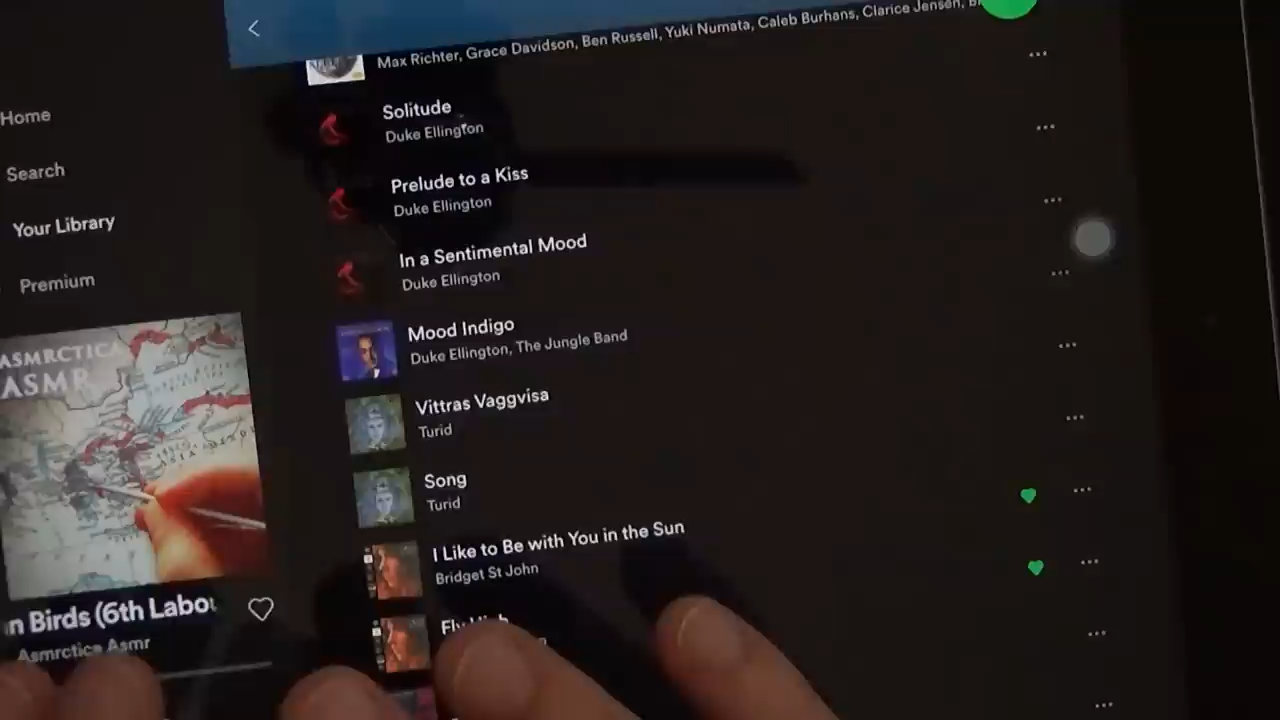 Max Richter, Grace Davidson, Ben Russell, Yuki Numata, Caleb Burhans, Clarice Jensen,
Home
Search
Your Library
Premium
Solitude
Duke Ellington
Prelude to a Kiss
Duke Ellington
In a Sentimental Mood
Duke Ellington
Mood Indigo
Duke Ellington, The Jungle Band
Vittras Vaggvisa
Turid
Song
Turid
I Like to Be with You in the Sun
Bridget St John
ASMRCTICA
ASMR
ASIA
n Birds (6th Labou
Asmrctica Asmr